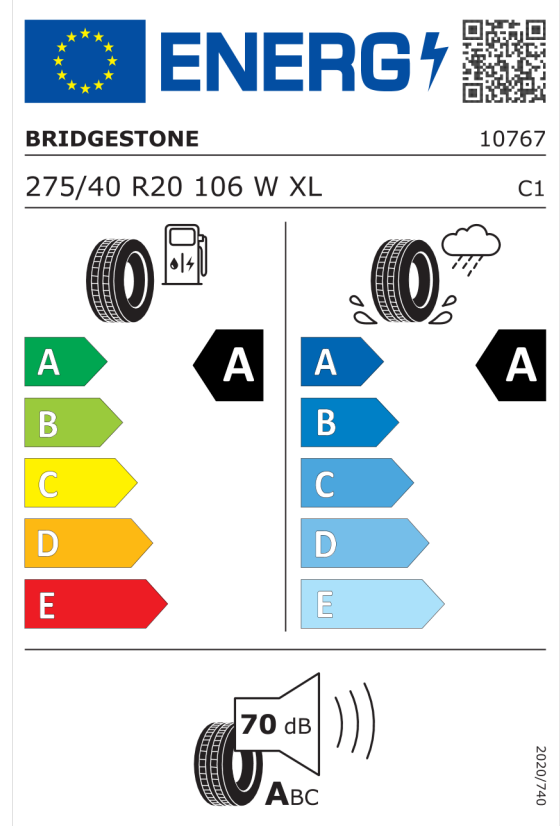 ENERG
BRIDGESTONE 10767
275/40 R20 106 W XL C1
A A A A
B B
C C
D D
E E
70 dB
ABC
2020/740